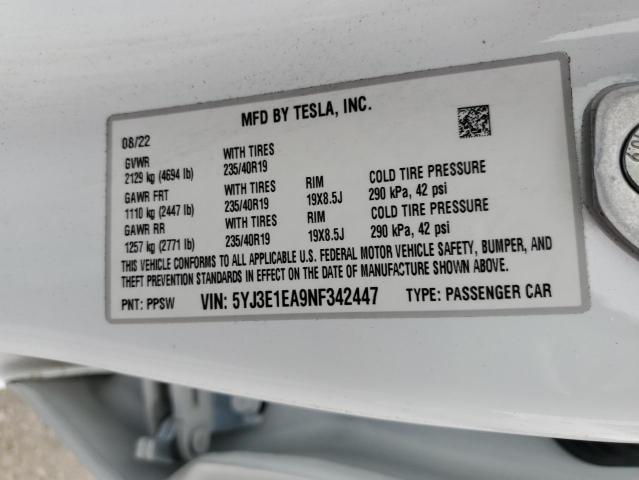 MFD BY TESLA, INC.
08/22
GVWR WITH TIRES
2129 kg (4694 lb) 235/40R19
GAWR FRT WITH TIRES RIM COLD TIRE PRESSURE
1110 kg (2447 lb) 235/40R19 19X8.5J 290 kPa, 42 psi
GAWR RR WITH TIRES RIM COLD TIRE PRESSURE
1257 kg (2771 lb) 235/40R19 19X8.5J 290 kPa, 42 psi
THIS VEHICLE CONFORMS TO ALL APPLICABLE U.S. FEDERAL MOTOR VEHICLE SAFETY, BUMPER, AND
THEFT PREVENTION STANDARDS IN EFFECT ON THE DATE OF MANUFACTURE SHOWN ABOVE.
PNT: PPSW VIN: 5YJ3E1EA9NF342447 TYPE: PASSENGER CAR